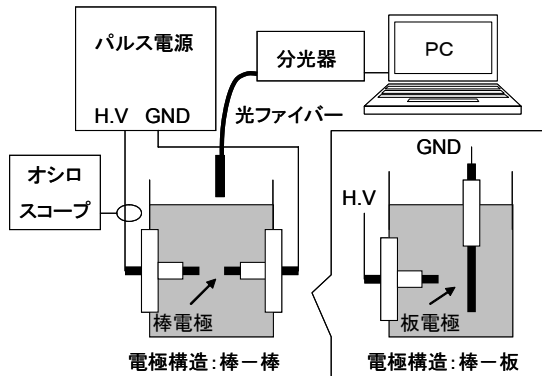 パルス電源
H.V GND
分光器
PC
光ファイバー
オシロ
スコープ
棒電極
電極構造:棒－棒
GND
H.V
板電極
電極構造:棒－板